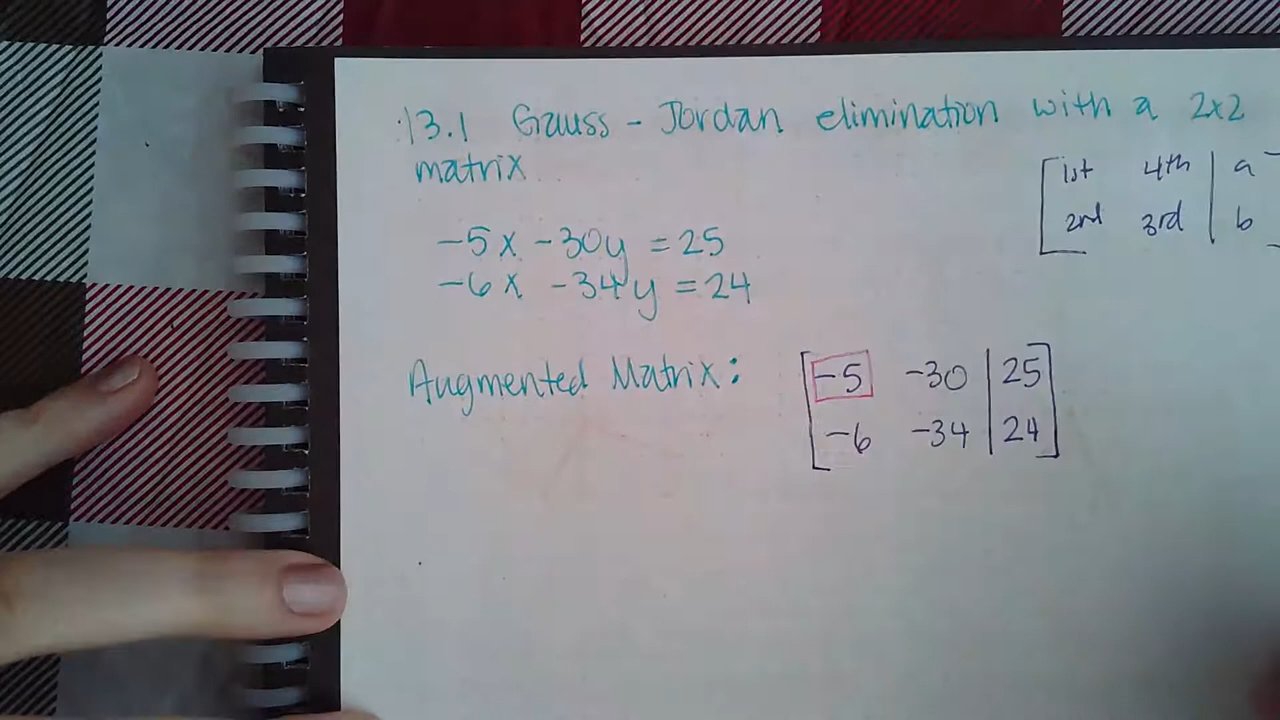 13.1 Gauss - Jordan elimination with a 2x2
matrix
1st 4th | a
2nd 3rd | b
-5x -30y = 25
-6x -34y = 24
Augmented Matrix:
-5 -30 | 25
-6 -34 | 24